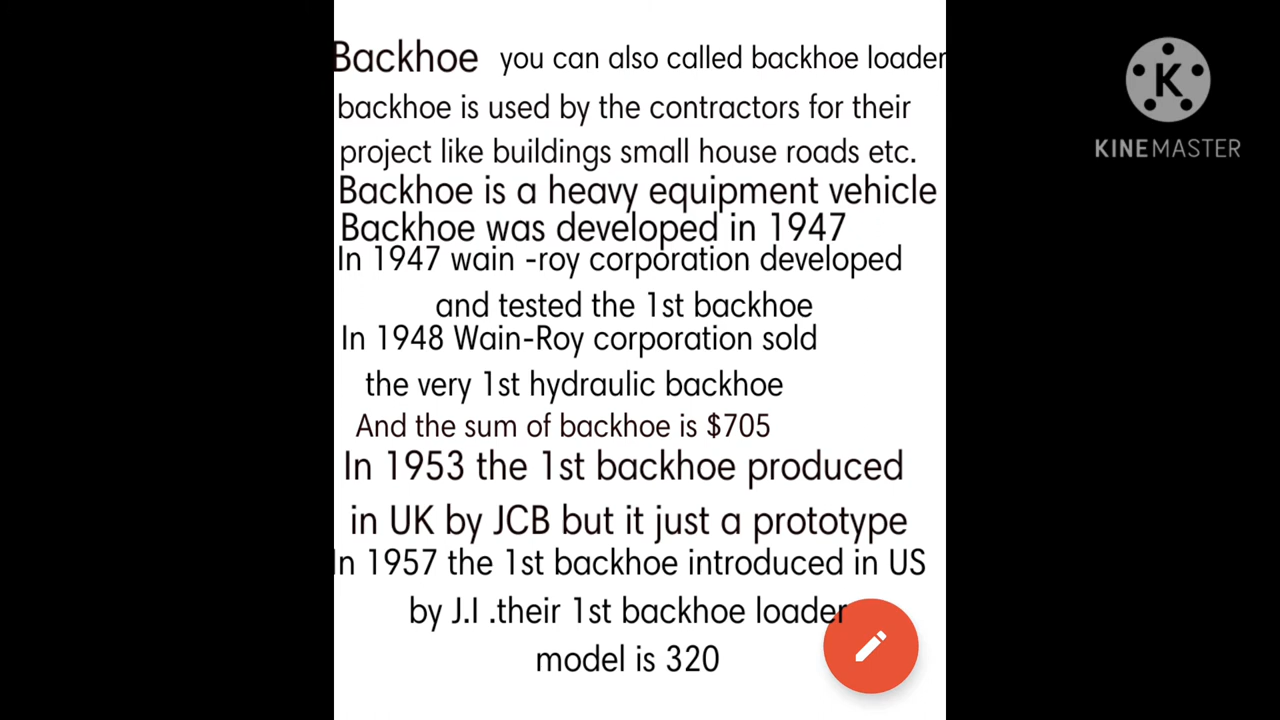 Backhoe you can also called backhoe loader
backhoe is used by the contractors for their
project like buildings small house roads etc.
Backhoe is a heavy equipment vehicle
Backhoe was developed in 1947
In 1947 wain -roy corporation developed
and tested the 1st backhoe
In 1948 Wain-Roy corporation sold
the very 1st hydraulic backhoe
And the sum of backhoe is $705
In 1953 the 1st backhoe produced
in UK by JCB but it just a prototype
In 1957 the 1st backhoe introduced in US
by J.I .their 1st backhoe loader
model is 320
K
KINEMASTER